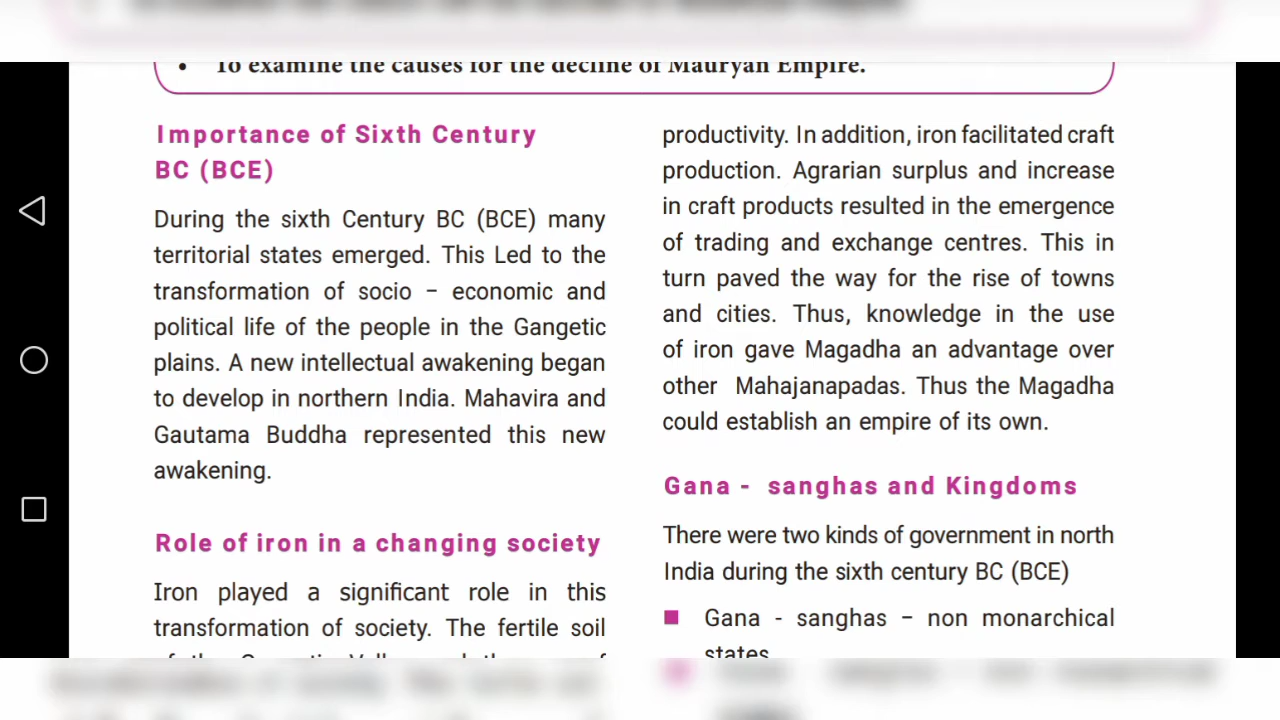 • To examine the causes for the decline of Mauryan Empire.
Importance of Sixth Century
BC (BCE)
During the sixth Century BC (BCE) many
territorial states emerged. This Led to the
transformation of socio – economic and
political life of the people in the Gangetic
plains. A new intellectual awakening began
to develop in northern India. Mahavira and
Gautama Buddha represented this new
awakening.
Role of iron in a changing society
Iron played a significant role in this
transformation of society. The fertile soil
productivity. In addition, iron facilitated craft
production. Agrarian surplus and increase
in craft products resulted in the emergence
of trading and exchange centres. This in
turn paved the way for the rise of towns
and cities. Thus, knowledge in the use
of iron gave Magadha an advantage over
other Mahajanapadas. Thus the Magadha
could establish an empire of its own.
Gana - sanghas and Kingdoms
There were two kinds of government in north
India during the sixth century BC (BCE)
■ Gana - sanghas – non monarchical
states